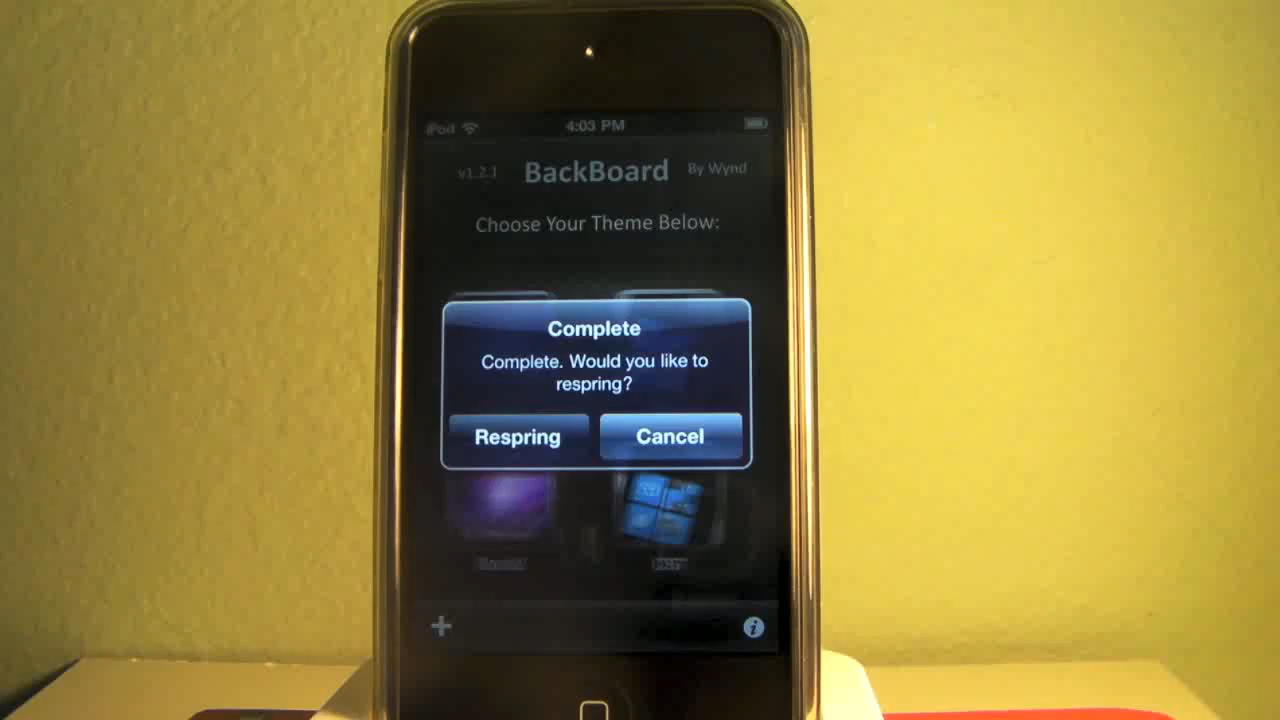 iPod 4:03 PM
v1.2.1 BackBoard By Wynd
Choose Your Theme Below:
Complete
Complete. Would you like to
respring?
Respring Cancel